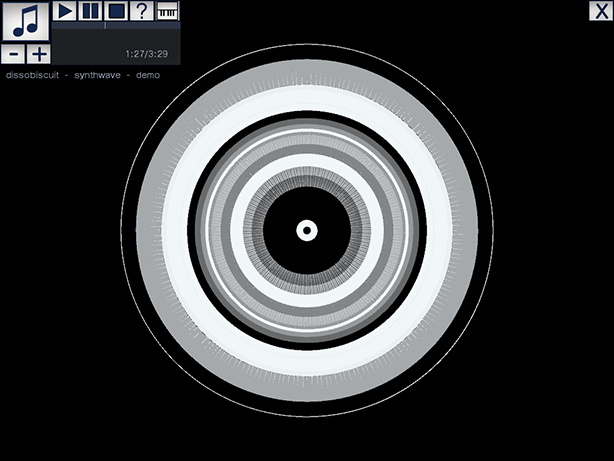 ?
X
- +
1:27/3:29
dissobiscuit - synthwave - demo